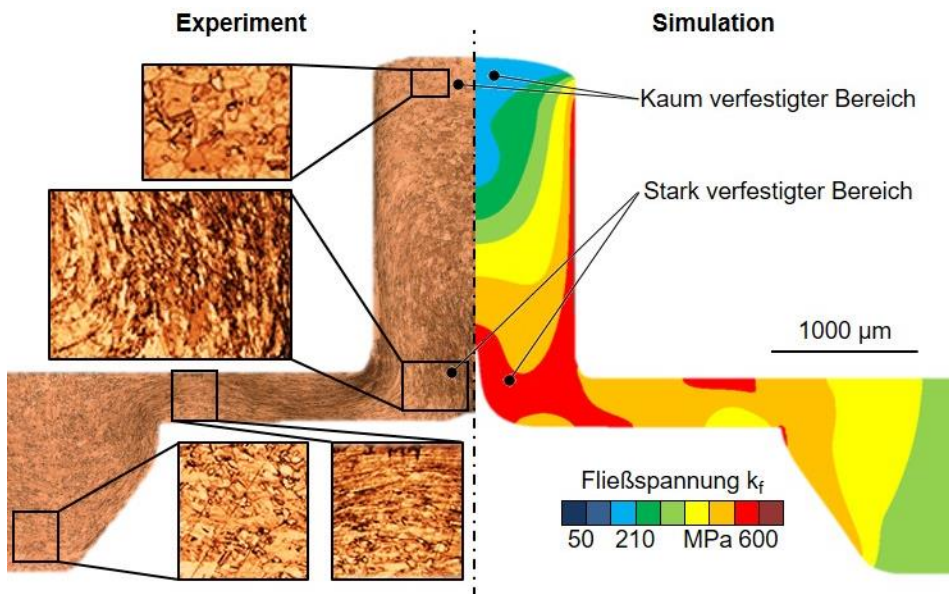 Experiment
Simulation
Kaum verfestigter Bereich
Stark verfestigter Bereich
1000 µm
Fließspannung kf
50 210 MPa 600